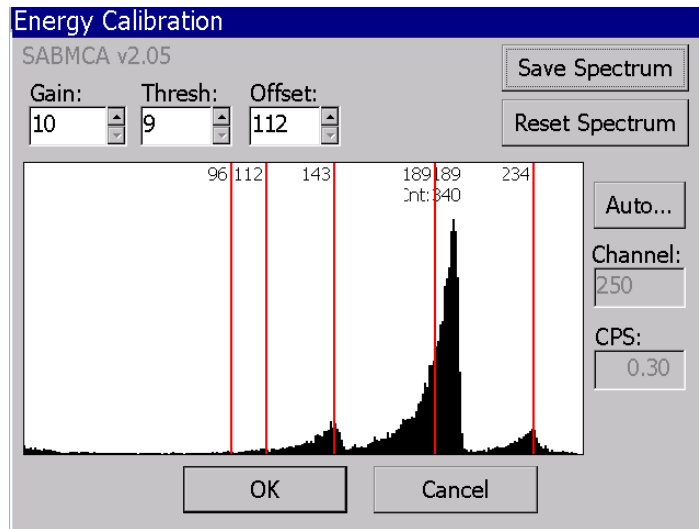 Energy Calibration
SABMCA v2.05
Save Spectrum
Gain: Thresh: Offset:
10 9 112
Reset Spectrum
96 112 143 189 189 234
Cnt: 340
Auto...
Channel:
250
CPS:
0.30
OK Cancel